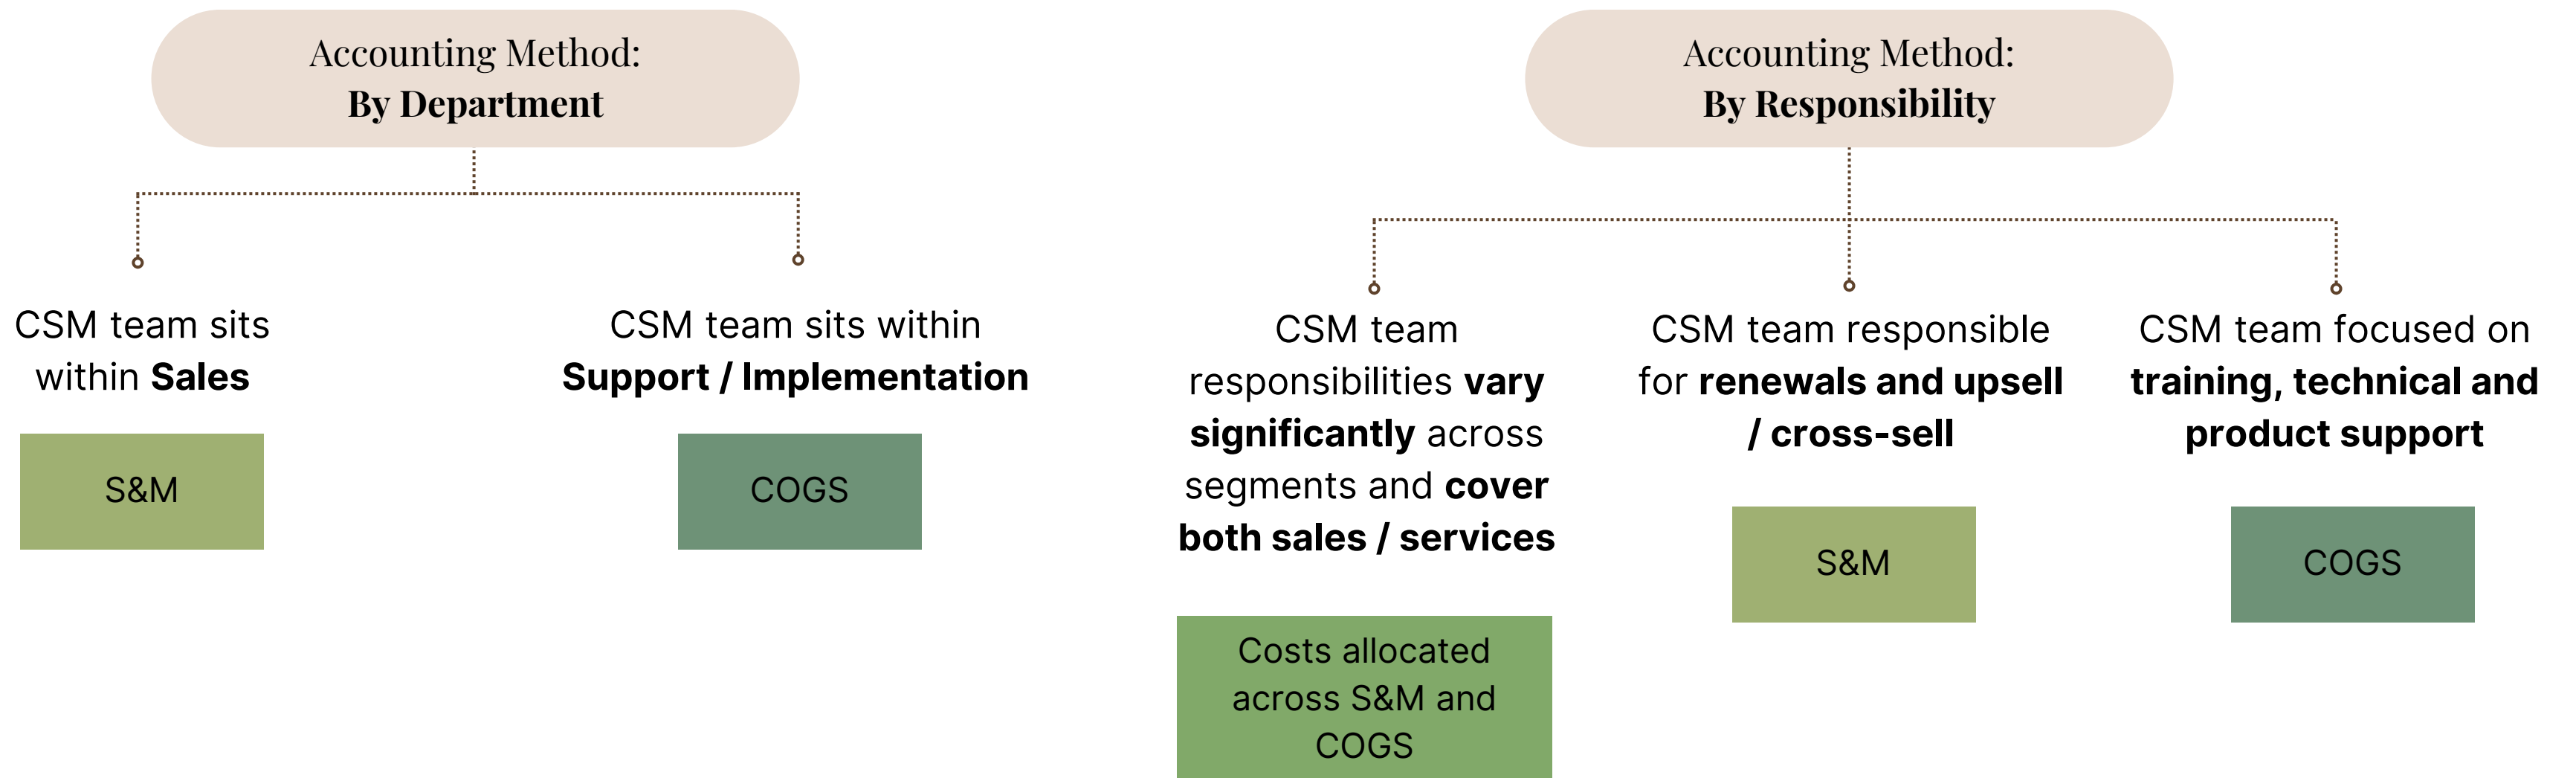 Accounting Method:
By Department
CSM team sits
within Sales
S&M
CSM team sits within
Support / Implementation
COGS
Accounting Method:
By Responsibility
CSM team
responsibilities vary
significantly across
segments and cover
both sales / services
Costs allocated
across S&M and
COGS
CSM team responsible
for renewals and upsell
/ cross-sell
S&M
CSM team focused on
training, technical and
product support
COGS